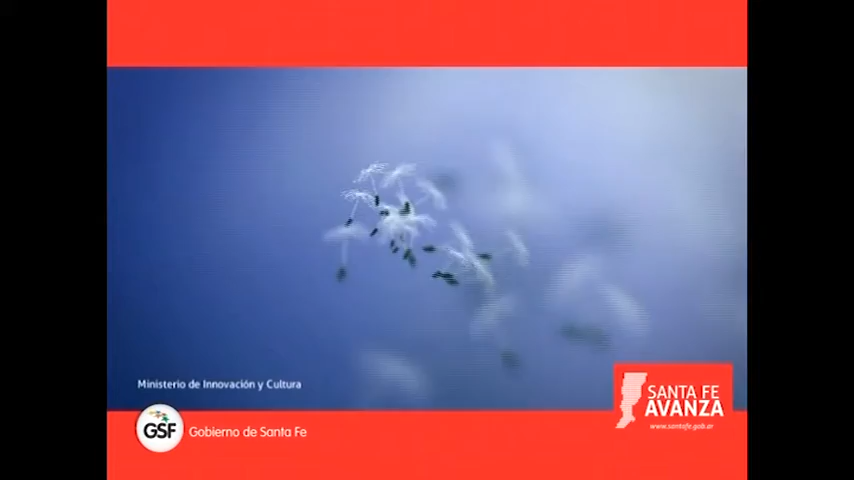 Ministerio de Innovación y Cultura
SANTA FE
AVANZA
www.santafe.gob.ar
GSF
Gobierno de Santa Fe